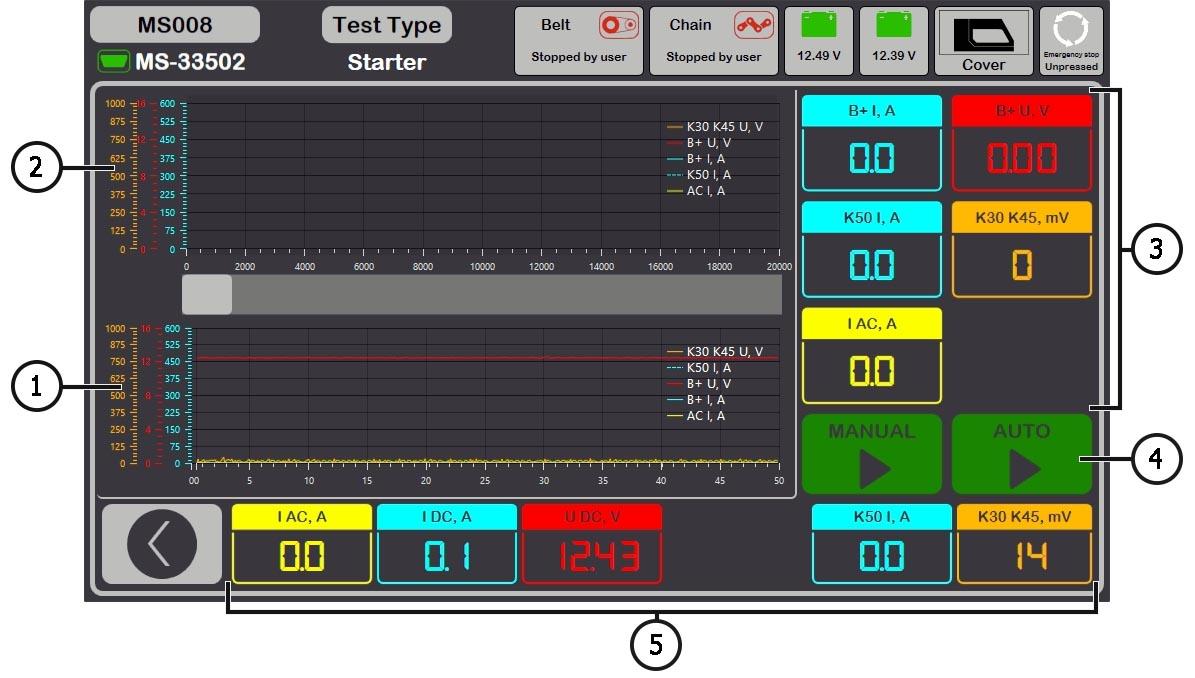 MS008
Test Type
MS-33502
Starter
Belt
Stopped by user
Chain
Stopped by user
12.49 V
12.39 V
Cover
Emergency stop
Unpressed
1000 16 600
875 525
750 12 450
625 375
500 8 300
375 225
250 4 150
125 75
0 0 0
0 2000 4000 6000 8000 10000 12000 14000 16000 18000 20000
K30 K45 U, V
B+ U, V
B+ I, A
K50 I, A
AC I, A
1000 16 600
875 525
750 12 450
625 375
500 8 300
375 225
250 4 150
125 75
0 0 0
00 5 10 15 20 25 30 35 40 45 50
K30 K45 U, V
K50 I, A
B+ U, V
B+ I, A
AC I, A
B+ I, A
0.0
B+ U, V
0.00
K50 I, A
0.0
K30 K45, mV
0
I AC, A
0.0
MANUAL
AUTO
I AC, A
0.0
I DC, A
0.1
U DC, V
12.43
K50 I, A
0.0
K30 K45, mV
14
2
1
3
4
5